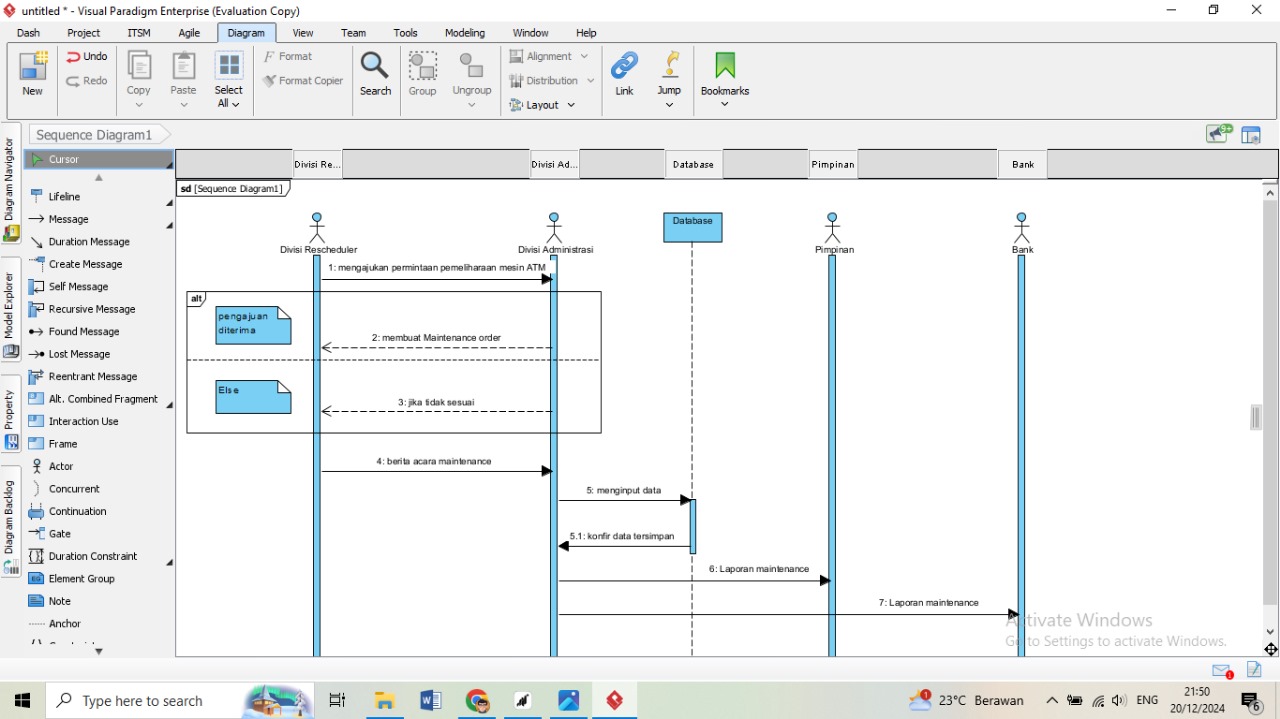 untitled * - Visual Paradigm Enterprise (Evaluation Copy)
Dash Project ITSM Agile Diagram View Team Tools Modeling Window Help
New
Undo
Redo
Copy
Paste
Select
All
Format
Format Copier
Search
Group
Ungroup
Alignment
Distribution
Layout
Link
Jump
Bookmarks
Sequence Diagram1
9+
Diagram Navigator
Model Explorer
Property
Diagram Backlog
Cursor
Lifeline
Message
Duration Message
Create Message
Self Message
Recursive Message
Found Message
Lost Message
Reentrant Message
Alt. Combined Fragment
Interaction Use
Frame
Actor
Concurrent
Continuation
Gate
Duration Constraint
Element Group
Note
Anchor
Divisi Re... Divisi Ad... Database Pimpinan Bank
sd [Sequence Diagram1]
Database
Divisi Rescheduler Divisi Administrasi Pimpinan Bank
1: mengajukan permintaan pemeliharaan mesin ATM
alt
pengajuan
diterima
2: membuat Maintenance order
Else
3: jika tidak sesuai
4: berita acara maintenance
5: menginput data
5.1: konfir data tersimpan
6: Laporan maintenance
7: Laporan maintenance
Activate Windows
Go to Settings to activate Windows.
Type here to search
1
23°C Berawan
ENG
21:50
20/12/2024
6